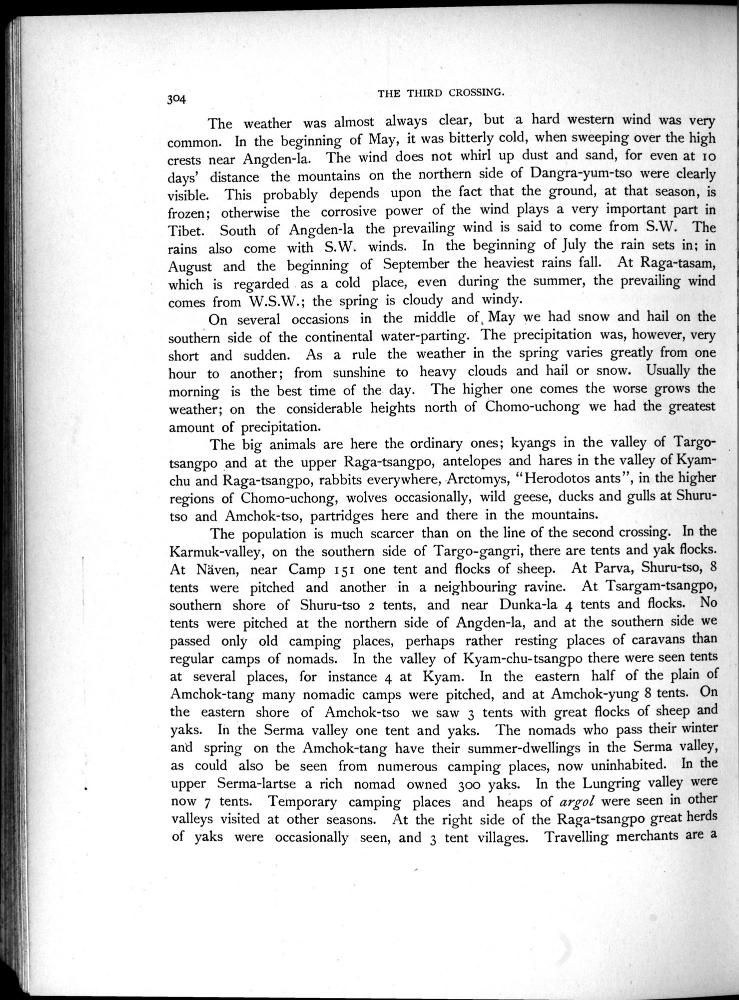 304
THE THIRD CROSSING.
The weather was almost always clear, but a hard western wind was very
common. In the beginning of May, it was bitterly cold, when sweeping over the high
crests near Angden-la. The wind does not whirl up dust and sand, for even at 10
days' distance the mountains on the northern side of Dangra-yum-tso were clearly
visible. This probably depends upon the fact that the ground, at that season, is
frozen; otherwise the corrosive power of the wind plays a very important part in
Tibet. South of Angden-la the prevailing wind is said to come from S.W. The
rains also come with S.W. winds. In the beginning of July the rain sets in; in
August and the beginning of September the heaviest rains fall. At Raga-tasam,
which is regarded as a cold place, even during the summer, the prevailing wind
comes from W.S.W.; the spring is cloudy and windy.
On several occasions in the middle of May we had snow and hail on the
southern side of the continental water-parting. The precipitation was, however, very
short and sudden. As a rule the weather in the spring varies greatly from one
hour to another; from sunshine to heavy clouds and hail or snow. Usually the
morning is the best time of the day. The higher one comes the worse grows the
weather; on the considerable heights north of Chomo-uchong we had the greatest
amount of precipitation.
The big animals are here the ordinary ones; kyangs in the valley of Targo-
tsangpo and at the upper Raga-tsangpo, antelopes and hares in the valley of Kyam-
chu and Raga-tsangpo, rabbits everywhere, Arctomys, "Herodotos ants", in the higher
regions of Chomo-uchong, wolves occasionally, wild geese, ducks and gulls at Shuru-
tso and Amchok-tso, partridges here and there in the mountains.
The population is much scarcer than on the line of the second crossing. In the
Karmuk-valley, on the southern side of Targo-gangri, there are tents and yak flocks.
At Näven, near Camp 151 one tent and flocks of sheep. At Parva, Shuru-tso, 8
tents were pitched and another in a neighbouring ravine. At Tsargam-tsangpo,
southern shore of Shuru-tso 2 tents, and near Dunka-la 4 tents and flocks. No
tents were pitched at the northern side of Angden-la, and at the southern side we
passed only old camping places, perhaps rather resting places of caravans than
regular camps of nomads. In the valley of Kyam-chu-tsangpo there were seen tents
at several places, for instance 4 at Kyam. In the eastern half of the plain of
Amchok-tang many nomadic camps were pitched, and at Amchok-yung 8 tents. On
the eastern shore of Amchok-tso we saw 3 tents with great flocks of sheep and
yaks. In the Serma valley one tent and yaks. The nomads who pass their winter
and spring on the Amchok-tang have their summer-dwellings in the Serma valley,
as could also be seen from numerous camping places, now uninhabited. In the
upper Serma-lartse a rich nomad owned 300 yaks. In the Lungring valley were
now 7 tents. Temporary camping places and heaps of argol were seen in other
valleys visited at other seasons. At the right side of the Raga-tsangpo great herds
of yaks were occasionally seen, and 3 tent villages. Travelling merchants are a